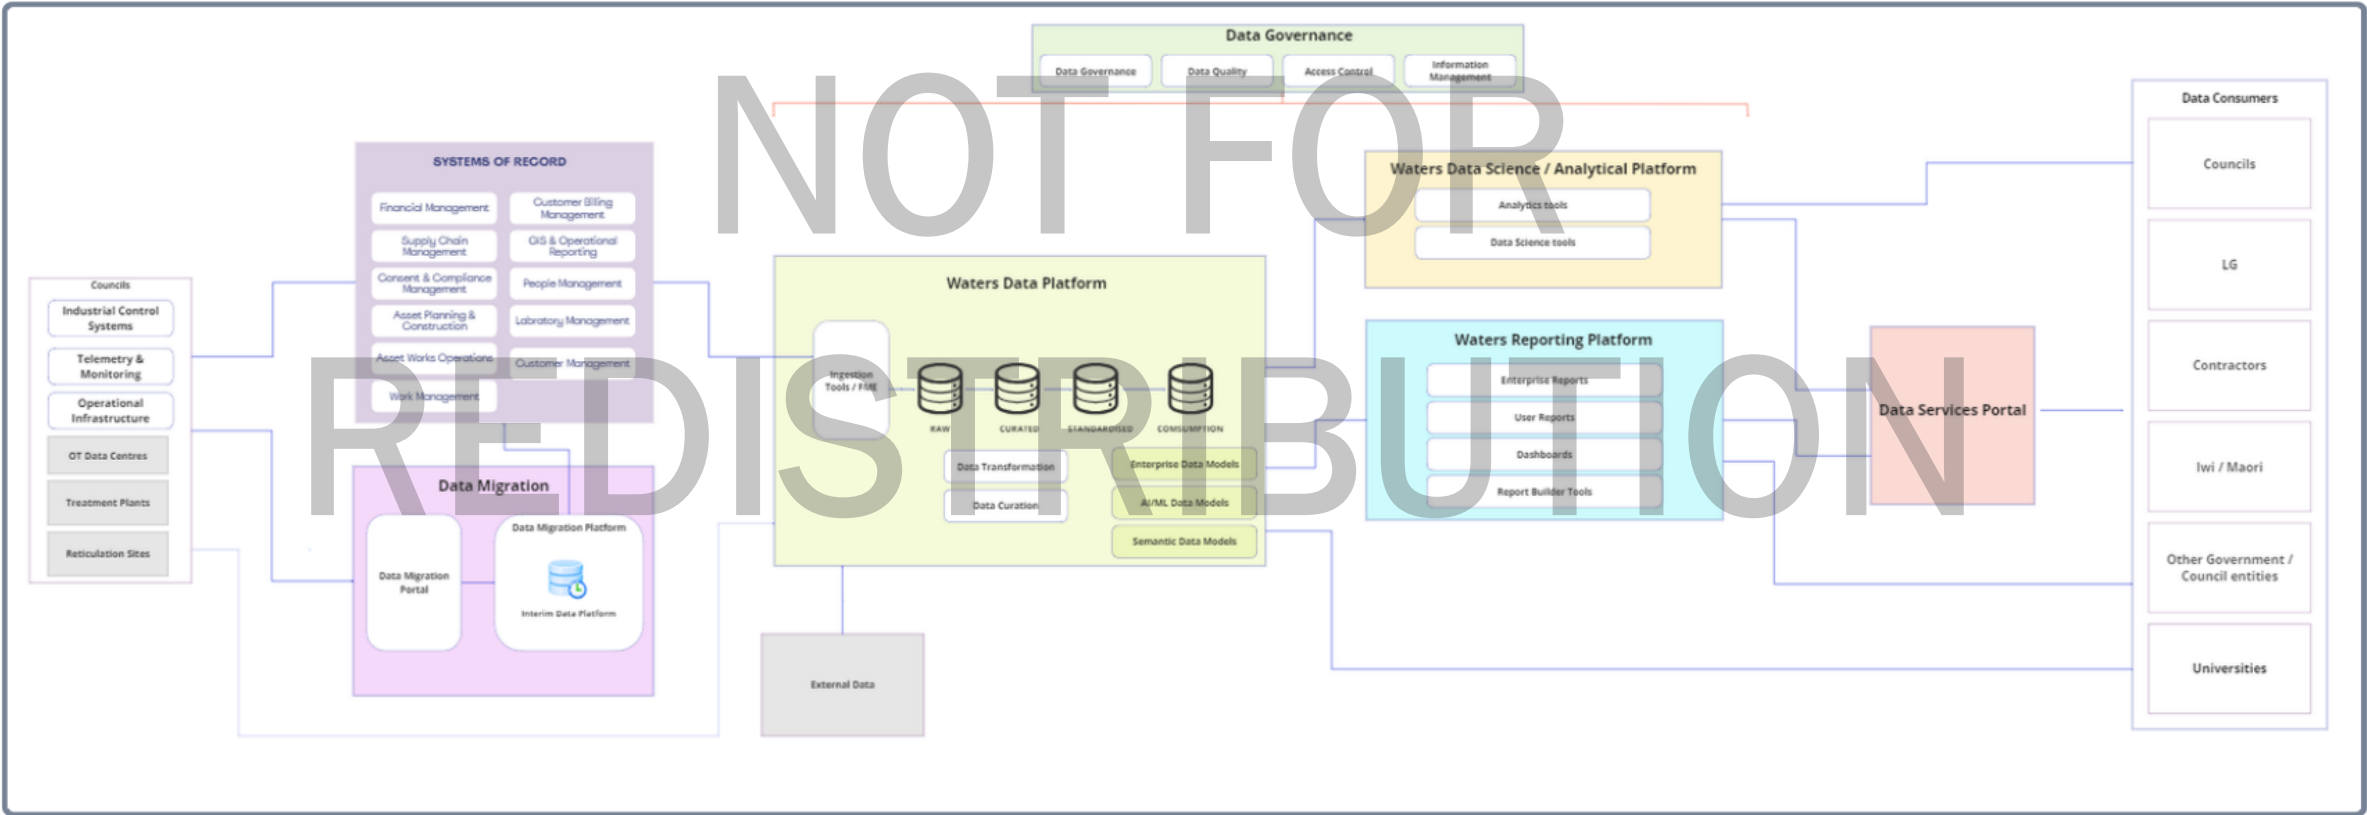 Data Governance
Data Governance
Data Quality
Access Control
Information
Management
NOT FOR
REDISTRIBUTION
Councils
Industrial Control
Systems
Telemetry &
Monitoring
Operational
Infrastructure
OT Data Centres
Treatment Plants
Reticulation Sites
SYSTEMS OF RECORD
Financial Management
Customer Billing
Management
Supply Chain
Management
GIS & Operational
Reporting
Consent & Compliance
Management
People Management
Asset Planning &
Construction
Labratory Management
Asset Works Operations
Customer Management
Work Management
Data Migration
Data Migration
Portal
Data Migration Platform
Interim Data Platform
Waters Data Platform
Ingestion
Tools / FME
RAW
CURATED
STANDARDISED
COMSUMPTION
Data Transformation
Data Curation
Enterprise Data Models
AI/ML Data Models
Semantic Data Models
External Data
Waters Data Science / Analytical Platform
Analytics tools
Data Science tools
Waters Reporting Platform
Enterprise Reports
User Reports
Dashboards
Report Builder Tools
Data Services Portal
Data Consumers
Councils
LG
Contractors
Iwi / Maori
Other Government /
Council entities
Universities